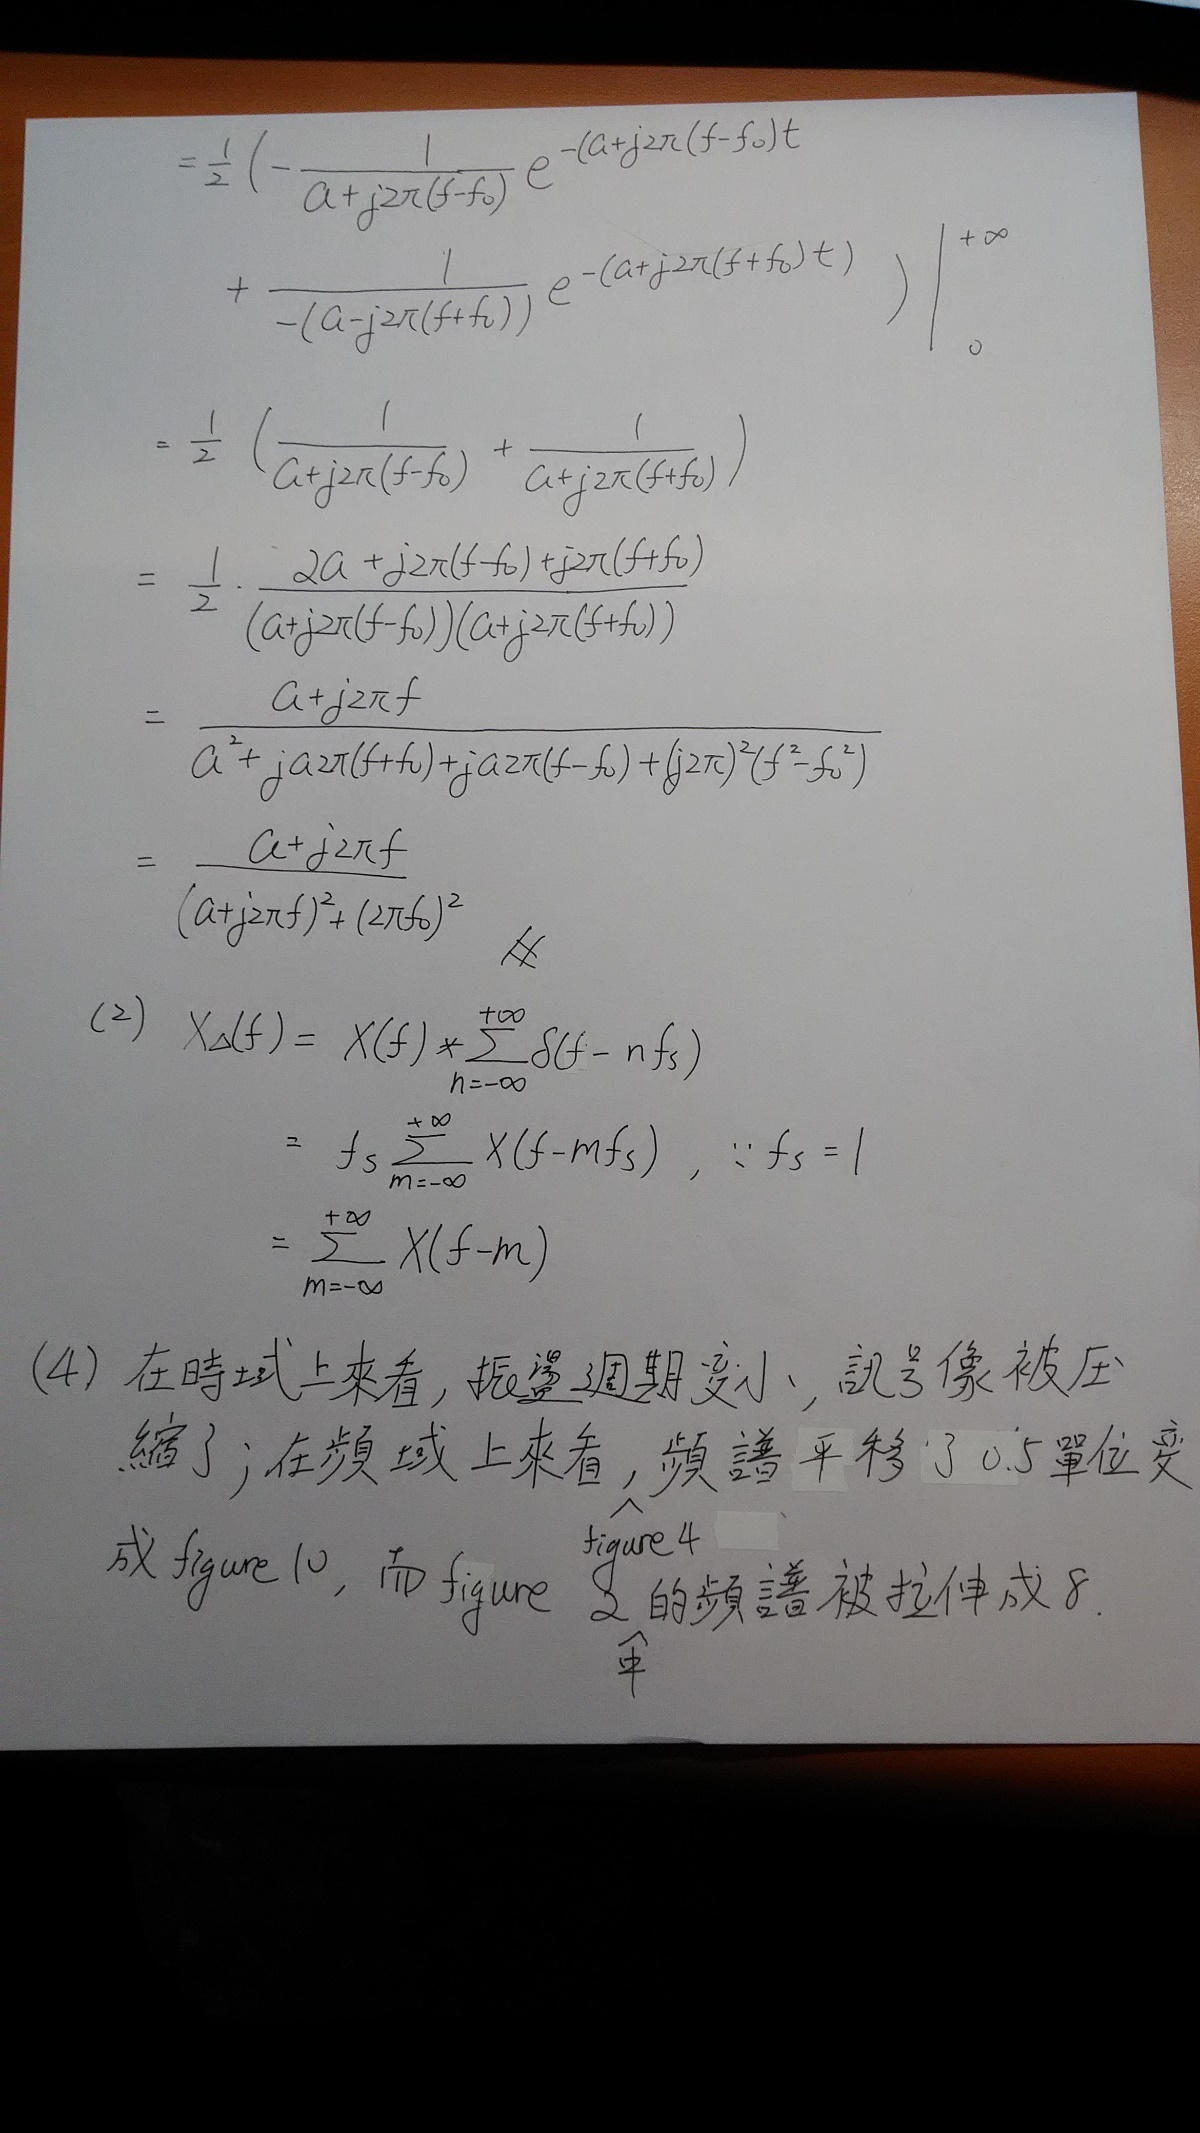 = 1/2 ( - 1/(a+j2π(f-f₀)) e^(-(a+j2π(f-f₀)t)
+ 1/(-(a-j2π(f+f₀))) e^(-(a+j2π(f+f₀)t)) ) |₀^(+∞)
= 1/2 ( 1/(a+j2π(f-f₀)) + 1/(a+j2π(f+f₀)) )
= 1/2 · (2a+j2π(f-f₀)+j2π(f+f₀))/((a+j2π(f-f₀))(a+j2π(f+f₀)))
= (a+j2πf)/(a²+ja2π(f+f₀)+ja2π(f-f₀)+(j2π)²(f²-f₀²))
= (a+j2πf)/((a+j2πf)²+(2πf₀)²)
(2) X_Δ(f) = X(f) * Σ_(n=-∞)^(+∞) δ(f-nf_s)
= f_s Σ_(m=-∞)^(+∞) X(f-mf_s) , ∵ f_s = 1
= Σ_(m=-∞)^(+∞) X(f-m)
(4) 在時域上來看, 振盪週期变小, 訊号像被压
縮了; 在頻域上來看, 頻譜平移了0.5單位变
figure 4
成figure 10, 而figure 2的頻譜被拉伸成8.
中